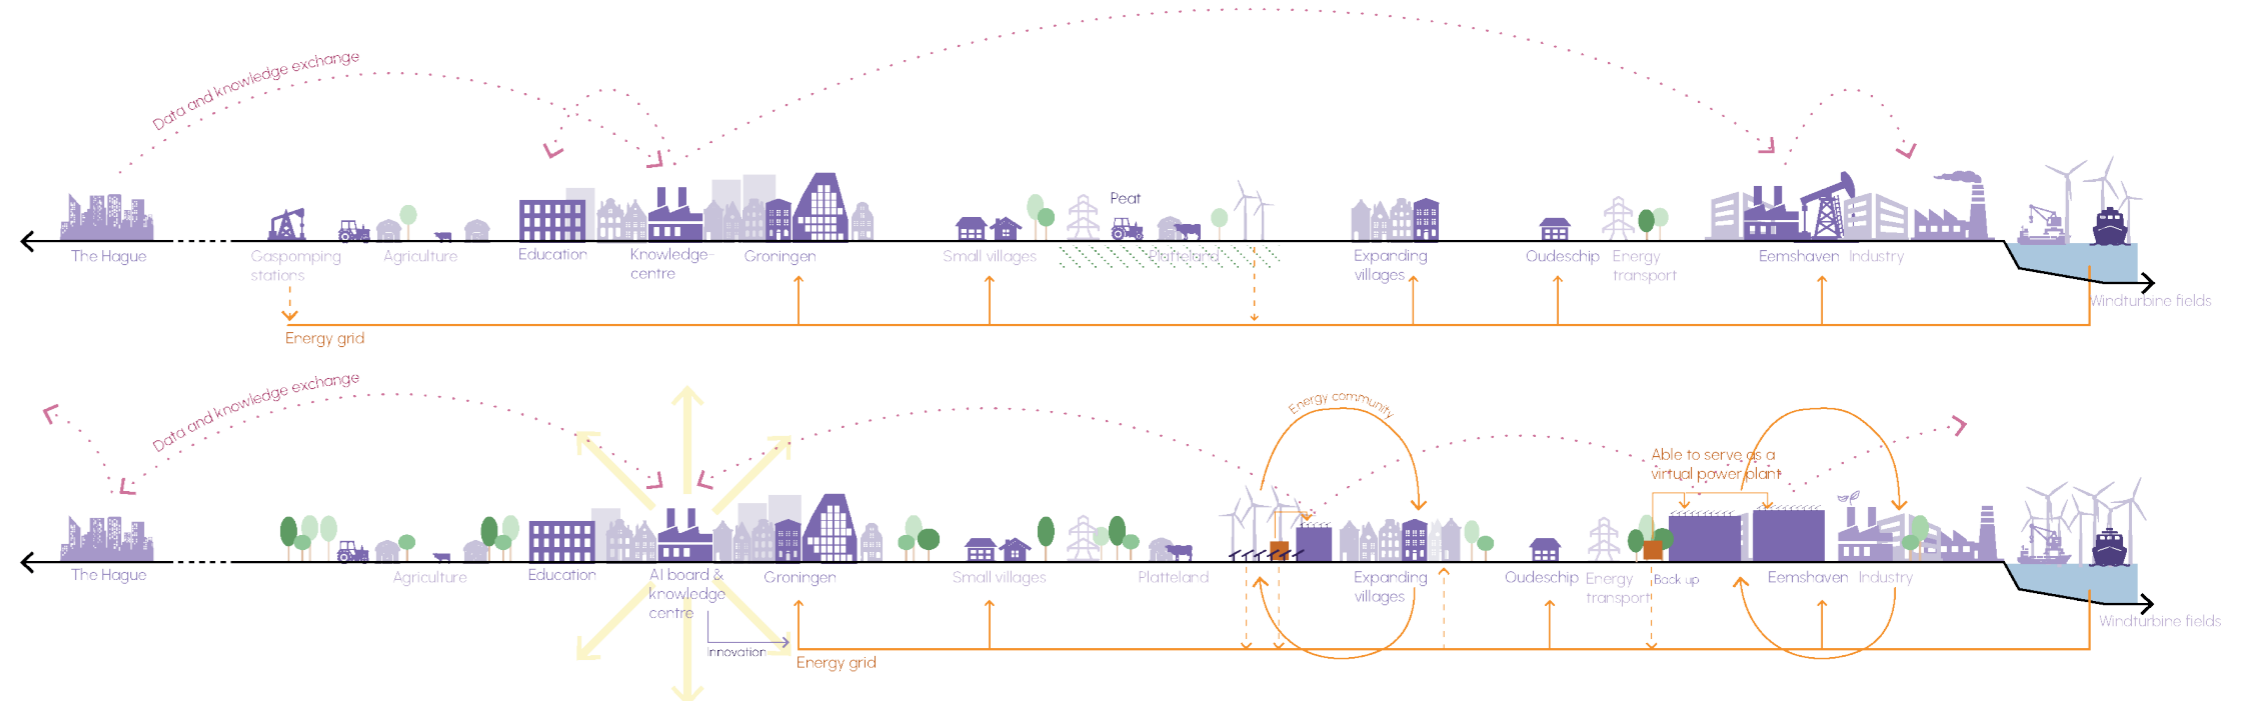 Data and knowledge exchange
Peat
The Hague
Gaspomping
stations
Agriculture
Education
Knowledge-
centre
Groningen
Small villages
Platteland
Expanding
villages
Oudeschip
Energy
transport
Eemshaven
Industry
Windturbine fields
Energy grid
Data and knowledge exchange
Energy community
Able to serve as a
virtual power plant
The Hague
Agriculture
Education
AI board &
knowledge
centre
Groningen
Small villages
Platteland
Expanding
villages
Oudeschip
Energy
transport
Back up
Eemshaven
Industry
Windturbine fields
Innovation
Energy grid